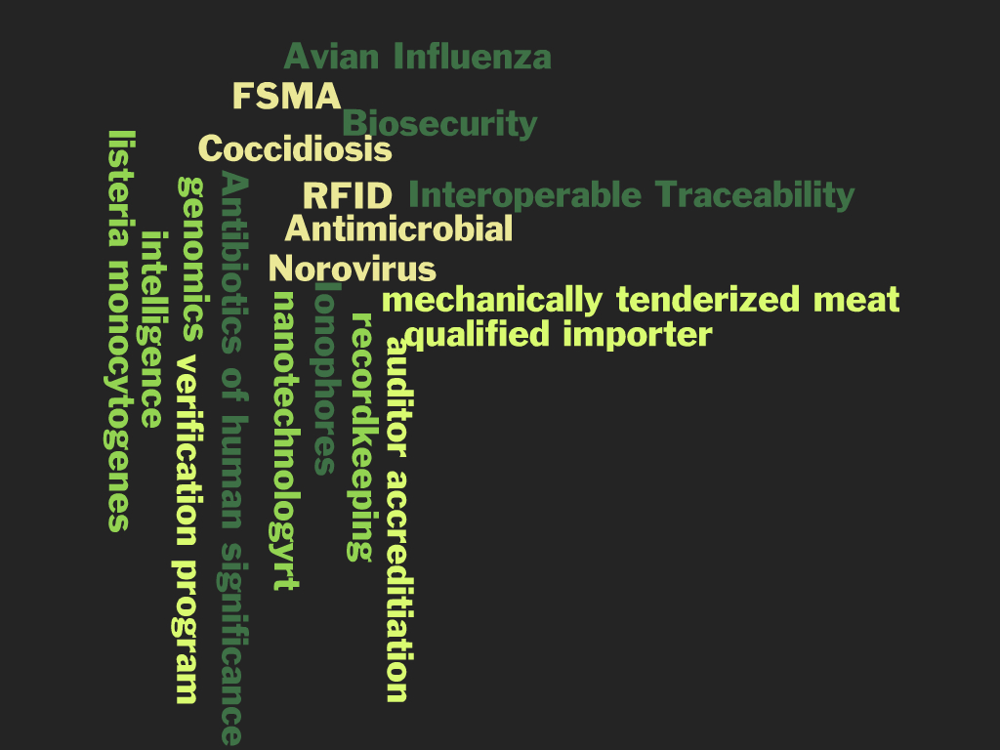 Avian Influenza
FSMA
Biosecurity
Coccidiosis
RFID
Interoperable Traceability
Antimicrobial
Norovirus
mechanically tenderized meat
qualified importer
listeria monocytogenes
intelligence
genomics
verification program
Antibiotics of human significance
nanotechnologyrt
Ionophores
recordkeeping
auditor accreditiation